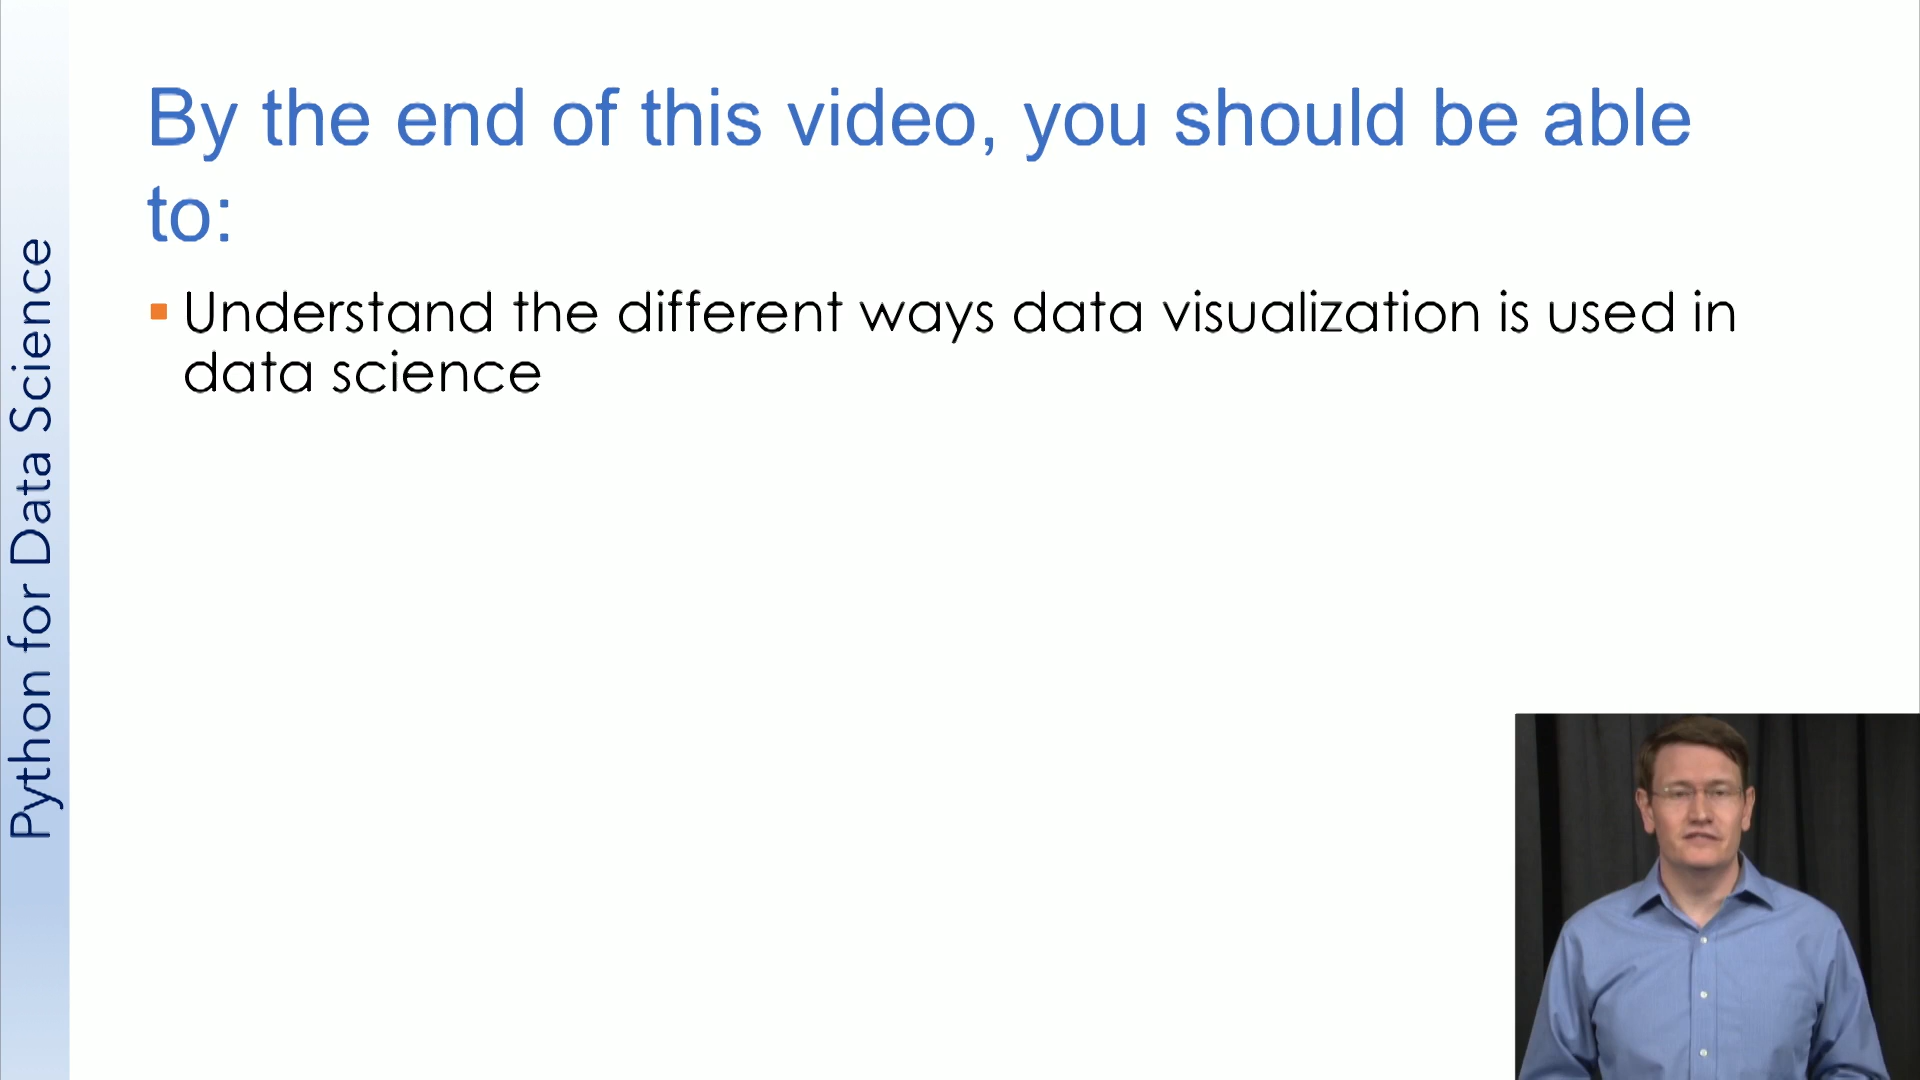 By the end of this video, you should be able
to:
Understand the different ways data visualization is used in
data science
Python for Data Science